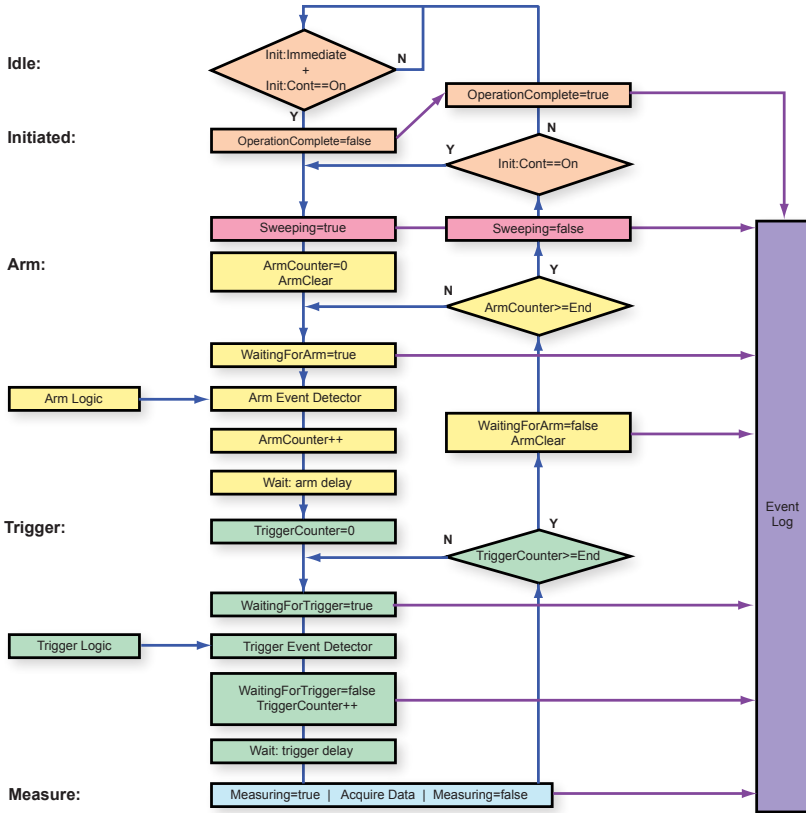 Idle:
Init:Immediate
+
Init:Cont==On
N
Y
OperationComplete=true
Initiated:
OperationComplete=false
N
Y
Init:Cont==On
Sweeping=true
Sweeping=false
Arm:
ArmCounter=0
ArmClear
Y
N
ArmCounter>=End
WaitingForArm=true
Arm Logic
Arm Event Detector
ArmCounter++
WaitingForArm=false
ArmClear
Wait: arm delay
Event
Log
Trigger:
TriggerCounter=0
Y
N
TriggerCounter>=End
WaitingForTrigger=true
Trigger Logic
Trigger Event Detector
WaitingForTrigger=false
TriggerCounter++
Wait: trigger delay
Measure:
Measuring=true | Acquire Data | Measuring=false